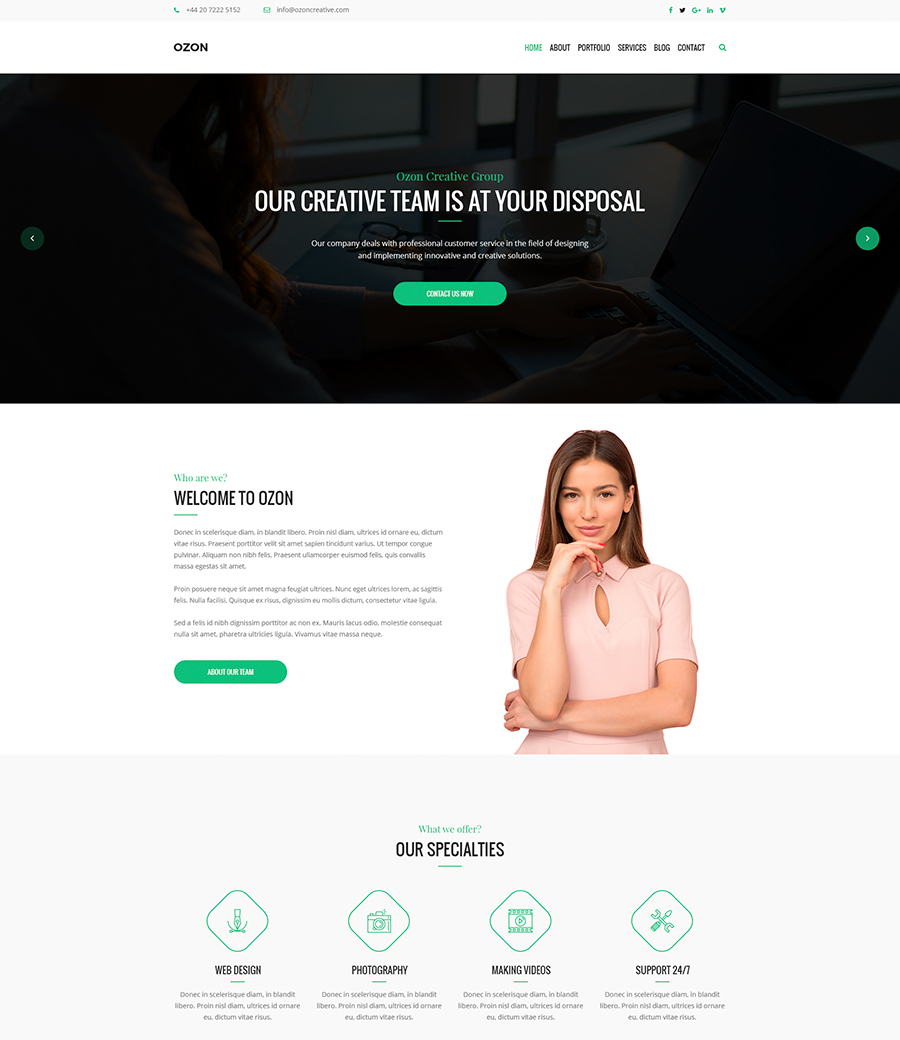 +44 20 7222 5152
info@ozoncreative.com
OZON
HOME ABOUT PORTFOLIO SERVICES BLOG CONTACT
Ozon Creative Group
OUR CREATIVE TEAM IS AT YOUR DISPOSAL
Our company deals with professional customer service in the field of designing
and implementing innovative and creative solutions.
CONTACT US NOW
Who are we?
WELCOME TO OZON
Donec in scelerisque diam, in blandit libero. Proin nisl diam, ultrices id ornare eu, dictum
vitae risus. Praesent porttitor velit sit amet sapien tincidunt varius. Ut tempor congue
pulvinar. Aliquam non nibh felis. Praesent ullamcorper euismod felis, quis convallis
massa egestas sit amet.
Proin posuere neque sit amet magna feugiat ultrices. Nunc eget ultrices lorem, ac sagittis
felis. Nulla facilisi. Quisque ex risus, dignissim eu mollis dictum, consectetur vitae ligula.
Sed a felis id nibh dignissim porttitor ac non ex. Mauris lacus odio, molestie consequat
nulla sit amet, pharetra ultricies ligula. Vivamus vitae massa neque.
ABOUT OUR TEAM
What we offer?
OUR SPECIALTIES
WEB DESIGN
Donec in scelerisque diam, in blandit
libero. Proin nisl diam, ultrices id ornare
eu, dictum vitae risus.
PHOTOGRAPHY
Donec in scelerisque diam, in blandit
libero. Proin nisl diam, ultrices id ornare
eu, dictum vitae risus.
MAKING VIDEOS
Donec in scelerisque diam, in blandit
libero. Proin nisl diam, ultrices id ornare
eu, dictum vitae risus.
SUPPORT 24/7
Donec in scelerisque diam, in blandit
libero. Proin nisl diam, ultrices id ornare
eu, dictum vitae risus.